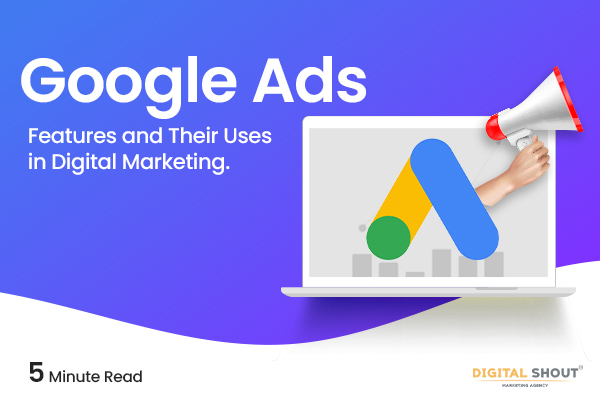 Google Ads
Features and Their Uses
in Digital Marketing.
5 Minute Read
DIGITAL SHOUT
MARKETING AGENCY